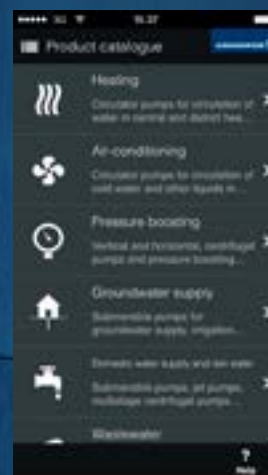 3G 15.37
Product catalogue
Heating
Circulator pumps for circulation of
water in central and district hea...
Air-conditioning
Circulator pumps for circulation of
cold water and other liquids in ...
Pressure boosting
Vertical and horizontal, centrifugal
pumps and pressure boosting...
Groundwater supply
Submersible pumps for
groundwater supply, irrigation...
Domestic water supply and rain water
Submersible pumps, jet pumps,
multistage centrifugal pumps...
Wastewater
?
Help